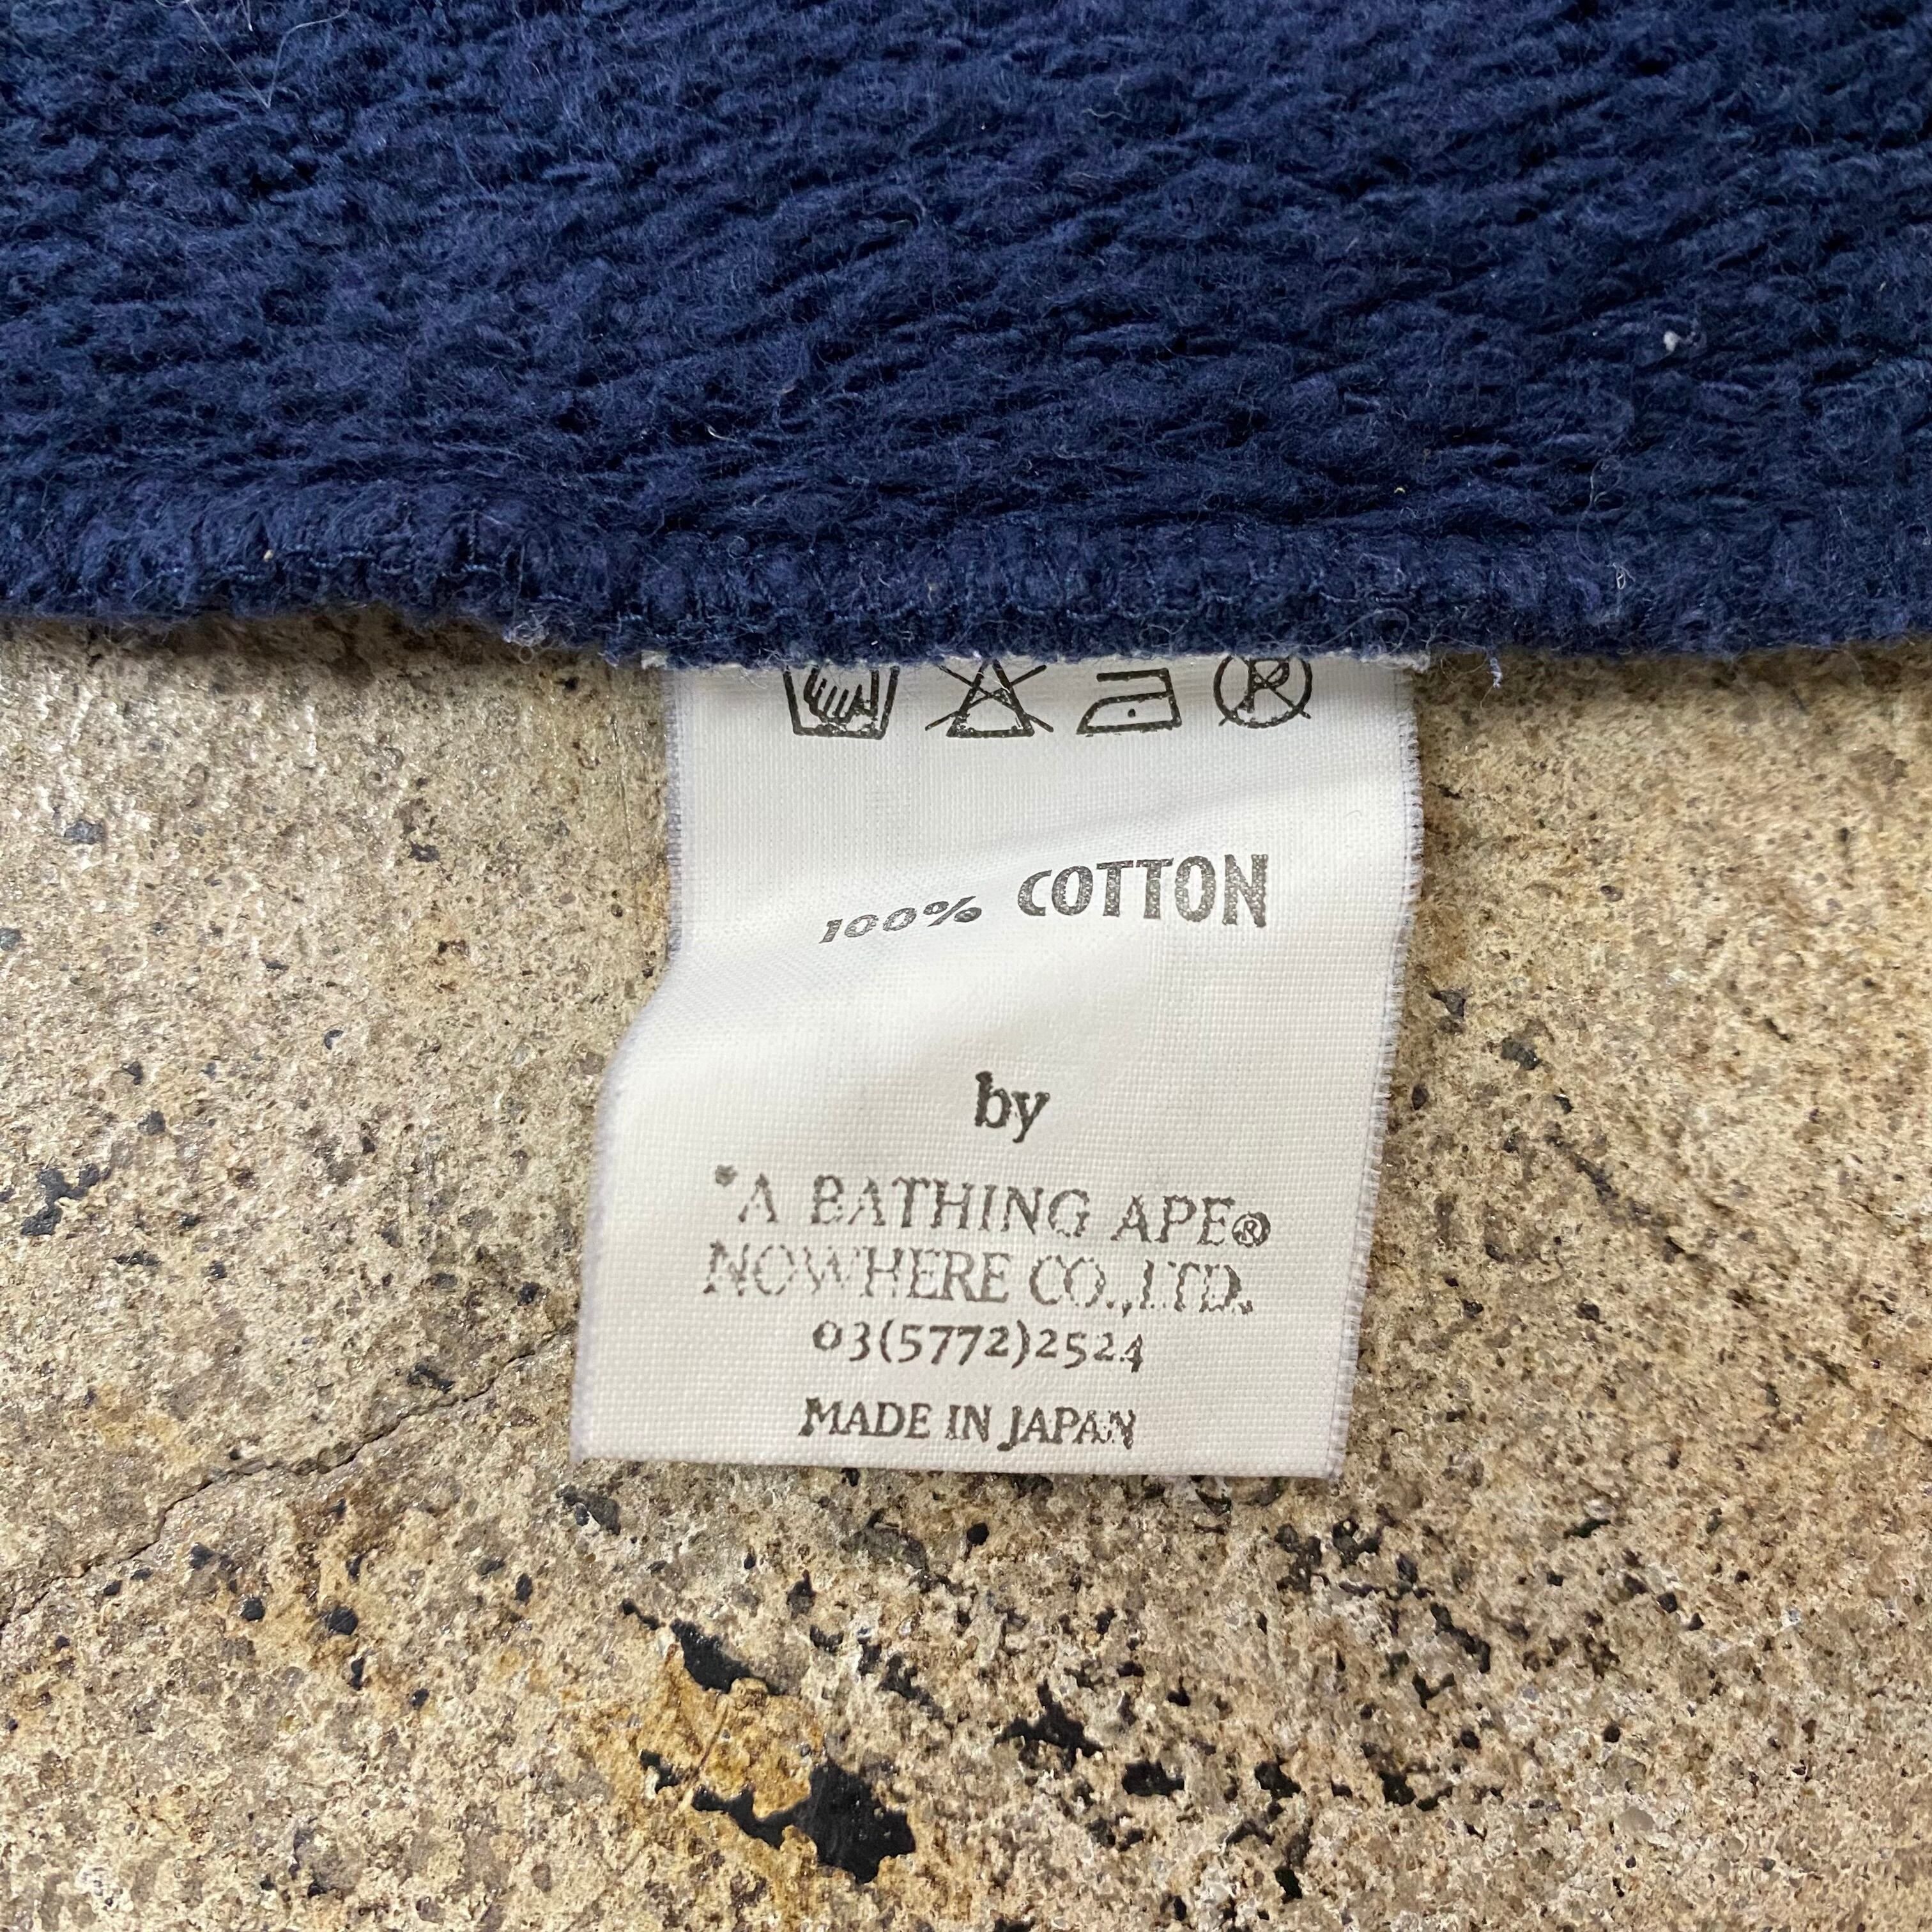 100% COTTON
by
*A BATHING APE®
NOWHERE CO.,LTD.
03(5772)2524
MADE IN JAPAN